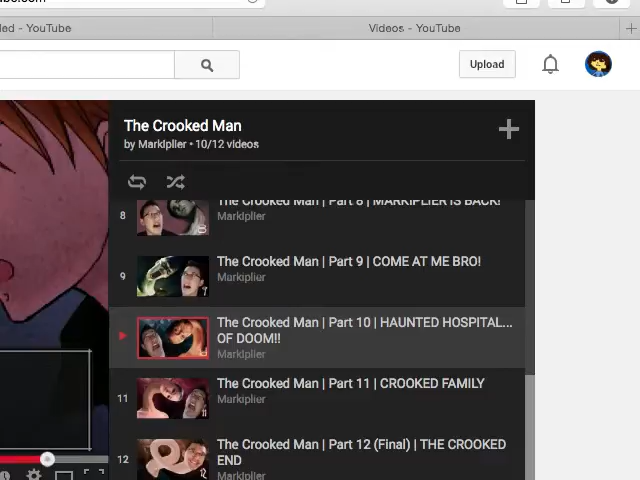 ube.com
led - YouTube
Videos - YouTube
Upload
The Crooked Man
by Markiplier • 10/12 videos
8
The Crooked Man | Part 8 | MARKIPLIER IS BACK!
Markiplier
9
The Crooked Man | Part 9 | COME AT ME BRO!
Markiplier
The Crooked Man | Part 10 | HAUNTED HOSPITAL...
OF DOOM!!
Markiplier
11
The Crooked Man | Part 11 | CROOKED FAMILY
Markiplier
12
The Crooked Man | Part 12 (Final) | THE CROOKED
END
Markiplier